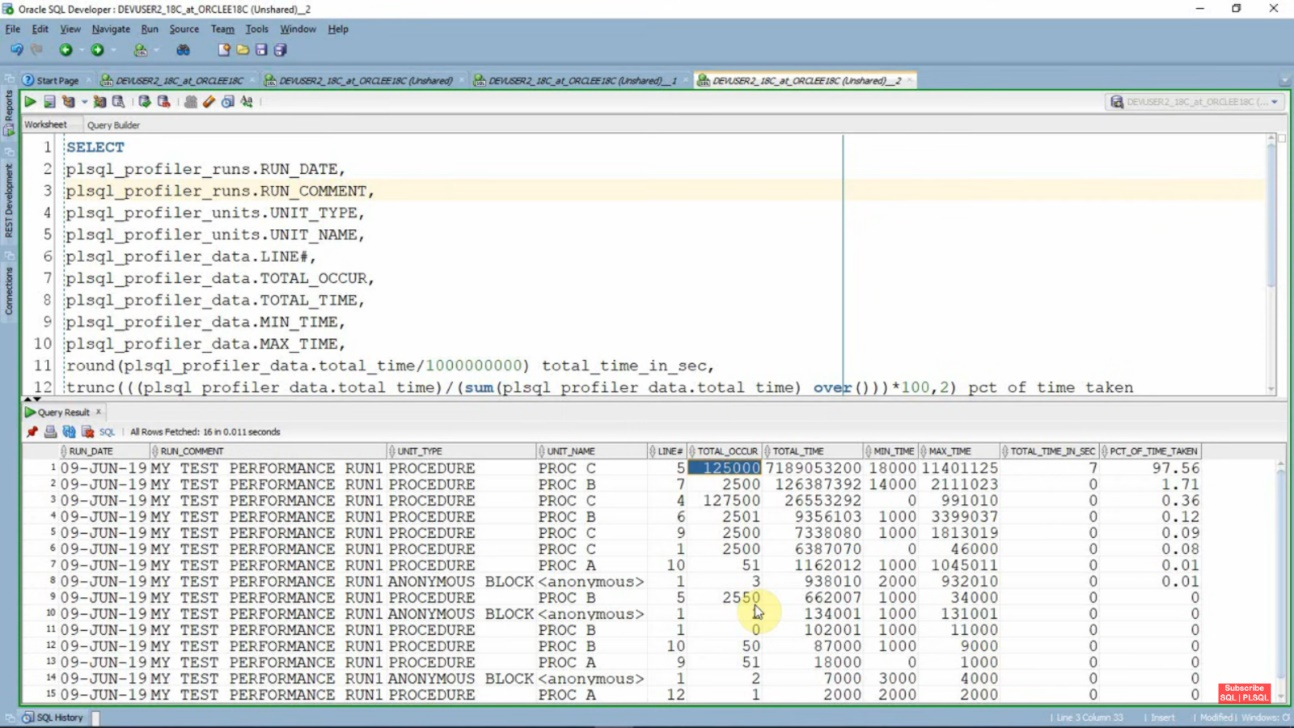 Oracle SQL Developer : DEVUSER2_18C_at_ORCLEE18C (Unshared)__2
File Edit View Navigate Run Source Team Tools Window Help
Start Page DEVUSER2_18C_at_ORCLEE18C DEVUSER2_18C_at_ORCLEE18C (Unshared) DEVUSER2_18C_at_ORCLEE18C (Unshared)__1 DEVUSER2_18C_at_ORCLEE18C (Unshared)__2
Reports
REST Development
Connections
DEVUSER2_18C_at_ORCLEE18C (...
Worksheet Query Builder
1 SELECT
2 plsql_profiler_runs.RUN_DATE,
3 plsql_profiler_runs.RUN_COMMENT,
4 plsql_profiler_units.UNIT_TYPE,
5 plsql_profiler_units.UNIT_NAME,
6 plsql_profiler_data.LINE#,
7 plsql_profiler_data.TOTAL_OCCUR,
8 plsql_profiler_data.TOTAL_TIME,
9 plsql_profiler_data.MIN_TIME,
10 plsql_profiler_data.MAX_TIME,
11 round(plsql_profiler_data.total_time/1000000000) total_time_in_sec,
12 trunc(((plsql_profiler_data.total_time)/(sum(plsql_profiler_data.total_time) over()))*100,2) pct_of_time_taken
Query Result
SQL All Rows Fetched: 16 in 0.011 seconds
RUN_DATE RUN_COMMENT UNIT_TYPE UNIT_NAME LINE# TOTAL_OCCUR TOTAL_TIME MIN_TIME MAX_TIME TOTAL_TIME_IN_SEC PCT_OF_TIME_TAKEN
1 09-JUN-19 MY TEST PERFORMANCE RUN1 PROCEDURE PROC_C 5 125000 7189053200 18000 11401125 7 97.56
2 09-JUN-19 MY TEST PERFORMANCE RUN1 PROCEDURE PROC_B 7 2500 126387392 14000 2111023 0 1.71
3 09-JUN-19 MY TEST PERFORMANCE RUN1 PROCEDURE PROC_C 4 127500 26553292 0 991010 0 0.36
4 09-JUN-19 MY TEST PERFORMANCE RUN1 PROCEDURE PROC_B 6 2501 9356103 1000 3399037 0 0.12
5 09-JUN-19 MY TEST PERFORMANCE RUN1 PROCEDURE PROC_C 9 2500 7338080 1000 1813019 0 0.09
6 09-JUN-19 MY TEST PERFORMANCE RUN1 PROCEDURE PROC_C 1 2500 6387070 0 46000 0 0.08
7 09-JUN-19 MY TEST PERFORMANCE RUN1 PROCEDURE PROC_A 10 51 1162012 1000 1045011 0 0.01
8 09-JUN-19 MY TEST PERFORMANCE RUN1 ANONYMOUS BLOCK <anonymous> 1 3 938010 2000 932010 0 0.01
9 09-JUN-19 MY TEST PERFORMANCE RUN1 PROCEDURE PROC_B 5 2550 662007 1000 34000 0 0
10 09-JUN-19 MY TEST PERFORMANCE RUN1 ANONYMOUS BLOCK <anonymous> 1 134001 1000 131001 0 0
11 09-JUN-19 MY TEST PERFORMANCE RUN1 PROCEDURE PROC_B 1 0 102001 1000 11000 0 0
12 09-JUN-19 MY TEST PERFORMANCE RUN1 PROCEDURE PROC_B 10 50 87000 1000 9000 0 0
13 09-JUN-19 MY TEST PERFORMANCE RUN1 PROCEDURE PROC_A 9 51 18000 0 1000 0 0
14 09-JUN-19 MY TEST PERFORMANCE RUN1 ANONYMOUS BLOCK <anonymous> 1 2 7000 3000 4000 0 0
15 09-JUN-19 MY TEST PERFORMANCE RUN1 PROCEDURE PROC_A 12 1 2000 2000 2000 0 0
Subscribe
SQL | PLSQL
SQL History
Line 3 Column 33 Insert Modified Windows: C